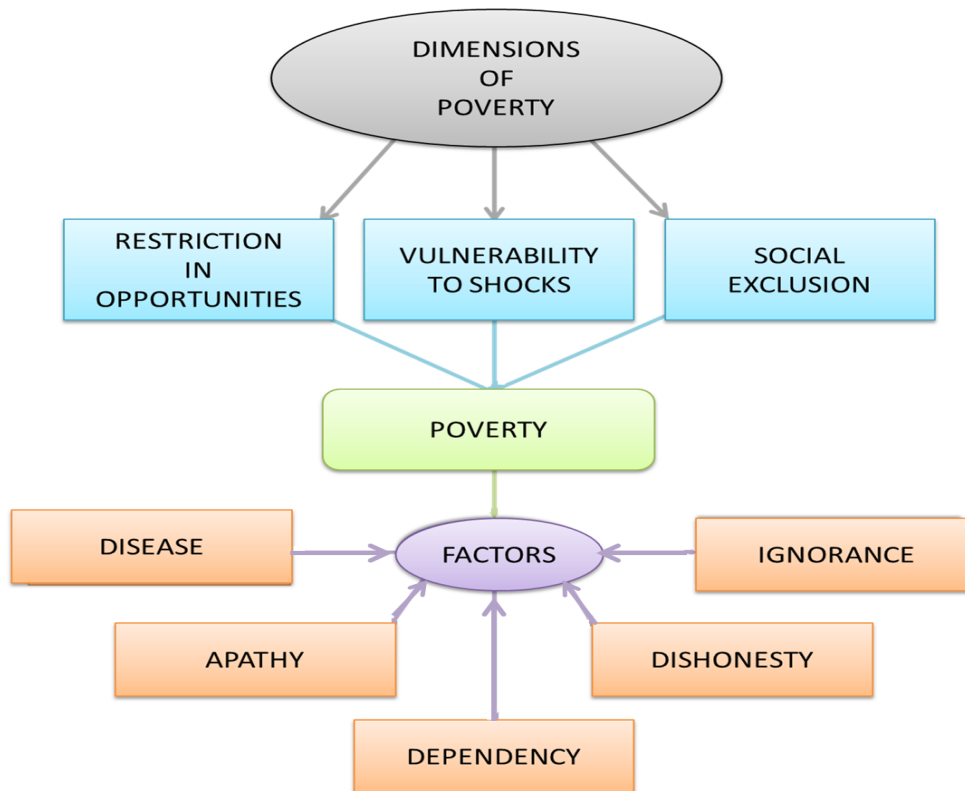 DIMENSIONS
OF
POVERTY
RESTRICTION
IN
OPPORTUNITIES
VULNERABILITY
TO SHOCKS
SOCIAL
EXCLUSION
POVERTY
DISEASE
FACTORS
IGNORANCE
APATHY
DISHONESTY
DEPENDENCY